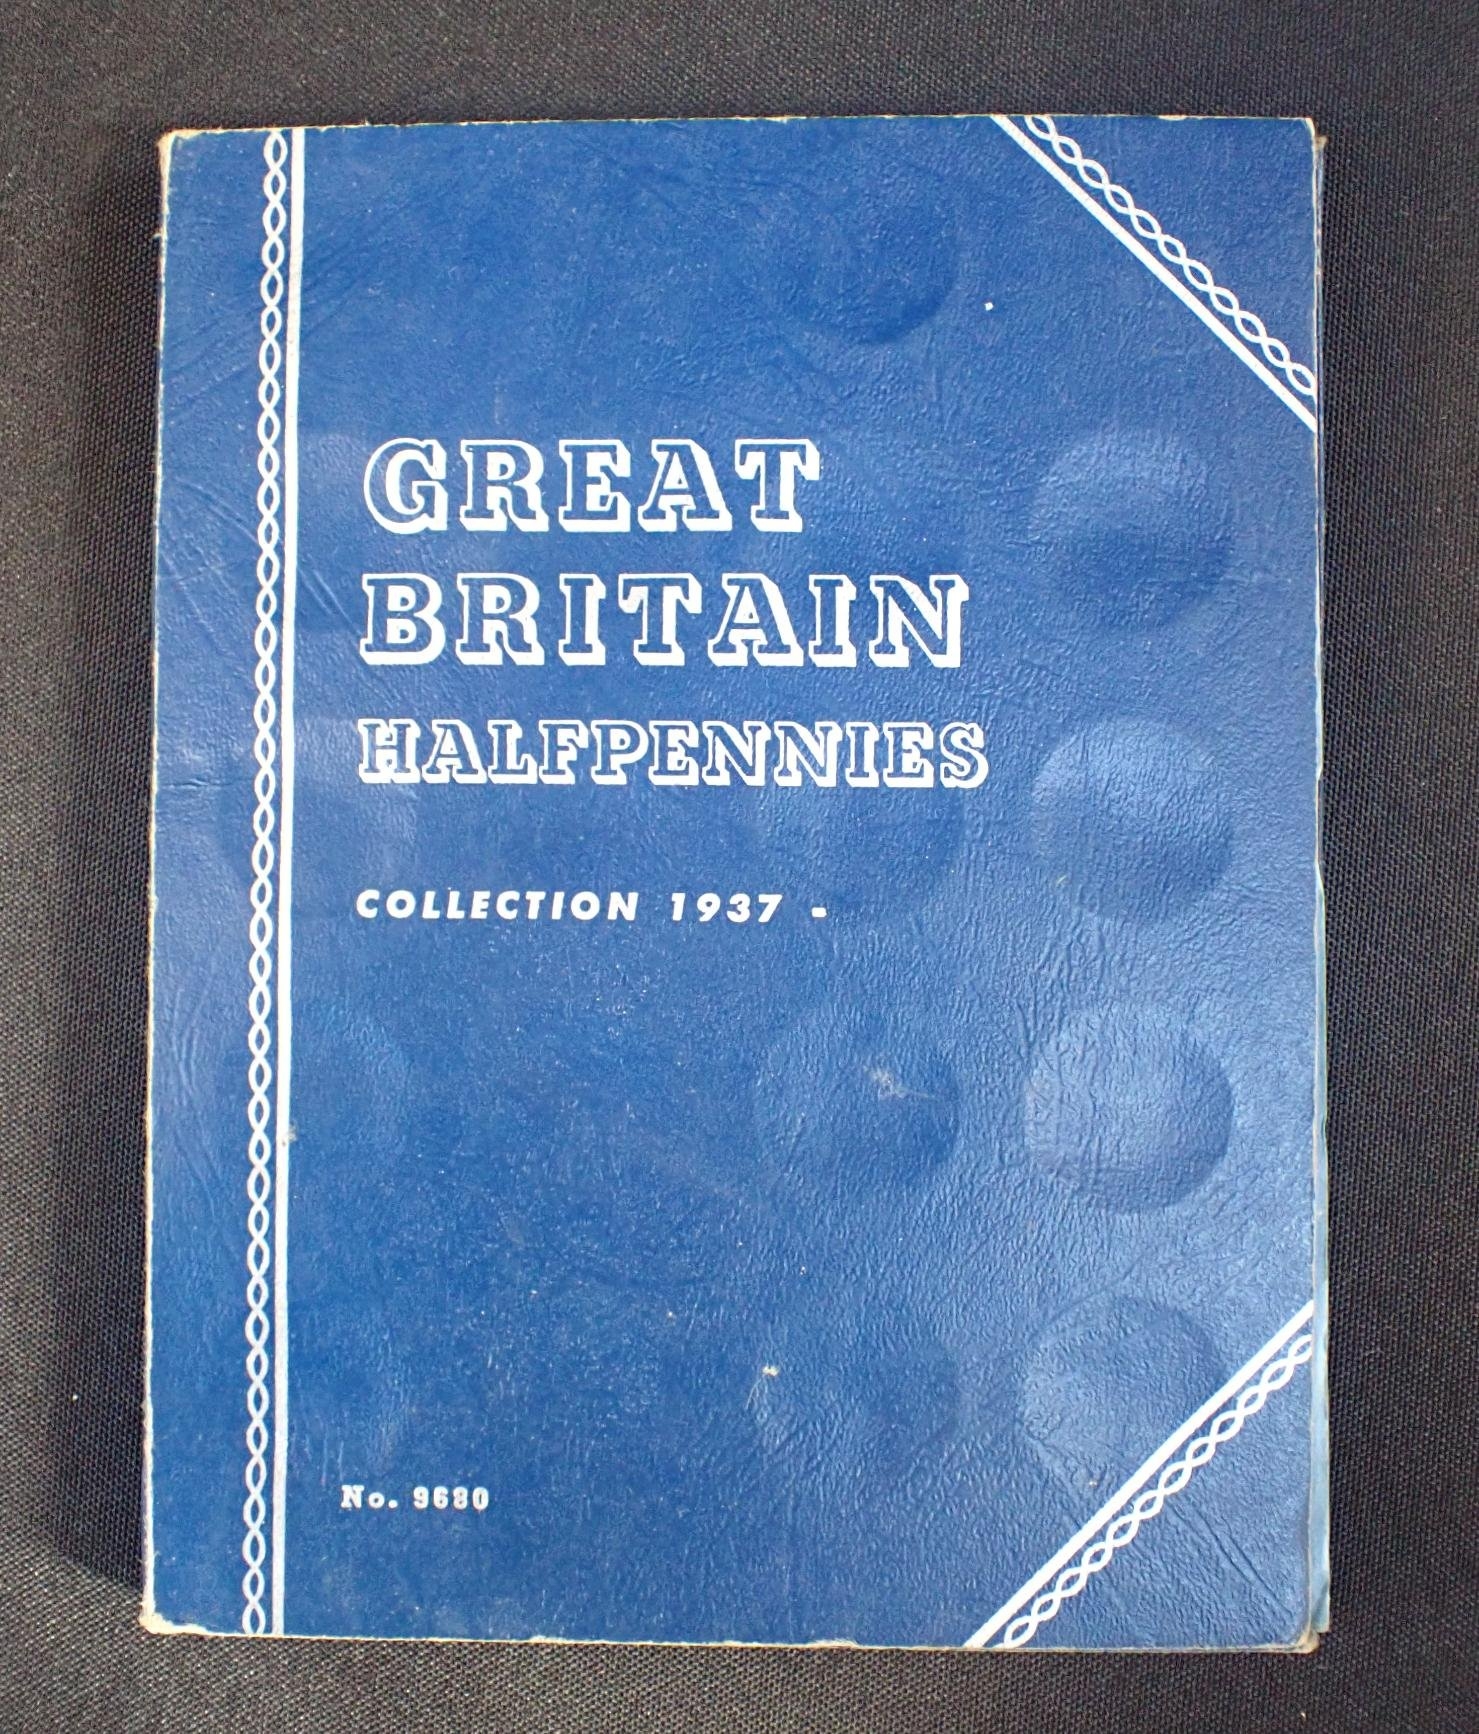 GREAT
BRITAIN
HALFPENNIES
COLLECTION 1937 -
No. 9680